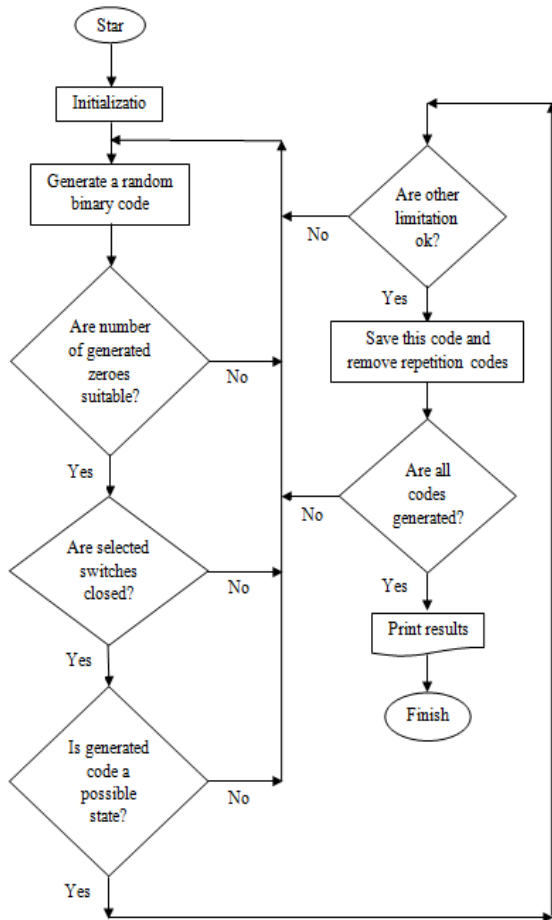 Star
Initializatio
Generate a random
binary code
Are number
of generated
zeroes
suitable?
No
Yes
Are selected
switches
closed?
No
Yes
Is generated
code a
possible
state?
No
Yes
Are other
limitation
ok?
No
Yes
Save this code and
remove repetition codes
Are all
codes
generated?
No
Yes
Print results
Finish